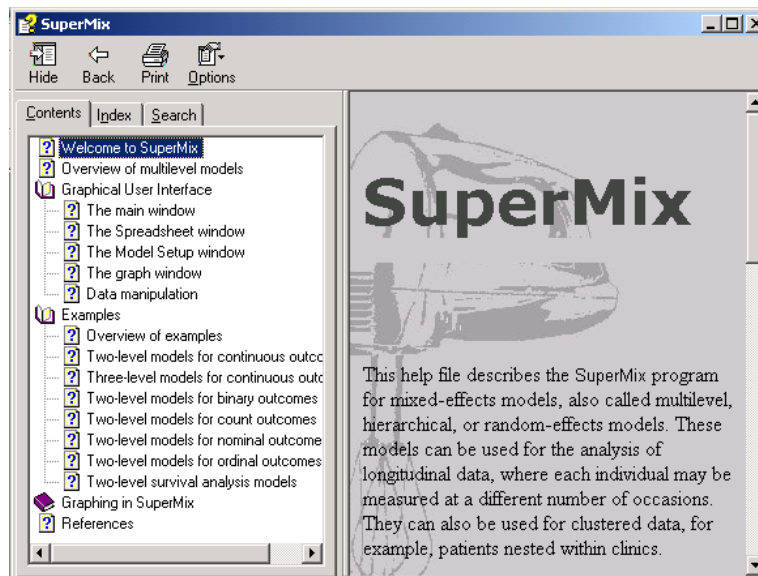 SuperMix
Hide Back Print Options
Contents Index Search
Welcome to SuperMix
Overview of multilevel models
Graphical User Interface
The main window
The Spreadsheet window
The Model Setup window
The graph window
Data manipulation
Examples
Overview of examples
Two-level models for continuous outcc
Three-level models for continuous outc
Two-level models for binary outcomes
Two-level models for count outcomes
Two-level models for nominal outcome
Two-level models for ordinal outcomes
Two-level survival analysis models
Graphing in SuperMix
References
SuperMix
This help file describes the SuperMix program
for mixed-effects models, also called multilevel,
hierarchical, or random-effects models. These
models can be used for the analysis of
longitudinal data, where each individual may be
measured at a different number of occasions.
They can also be used for clustered data, for
example, patients nested within clinics.